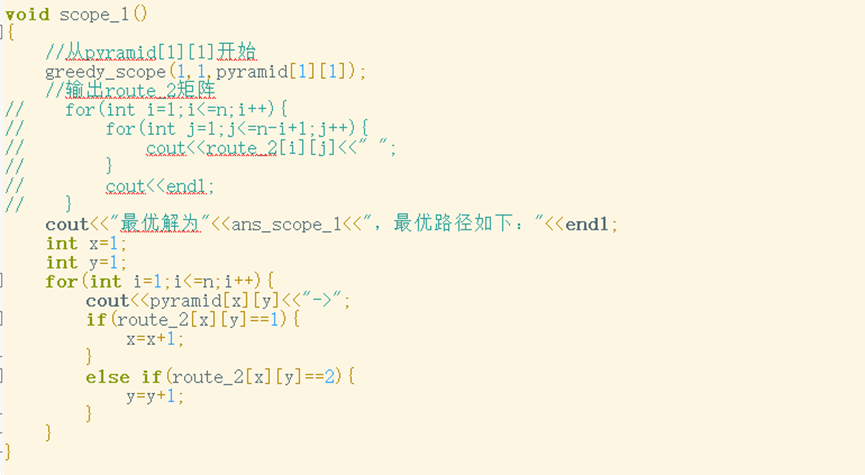 void scope_1()
{
    //从pyramid[1][1]开始
    greedy_scope(1,1,pyramid[1][1]);
    //输出route_2矩阵
//    for(int i=1;i<=n;i++){
//        for(int j=1;j<=n-i+1;j++){
//            cout<<route_2[i][j]<<" ";
//        }
//        cout<<endl;
//    }
    cout<<"最优解为"<<ans_scope_1<<"，最优路径如下："<<endl;
    int x=1;
    int y=1;
    for(int i=1;i<=n;i++){
        cout<<pyramid[x][y]<<"->";
        if(route_2[x][y]==1){
            x=x+1;
        }
        else if(route_2[x][y]==2){
            y=y+1;
        }
    }
}